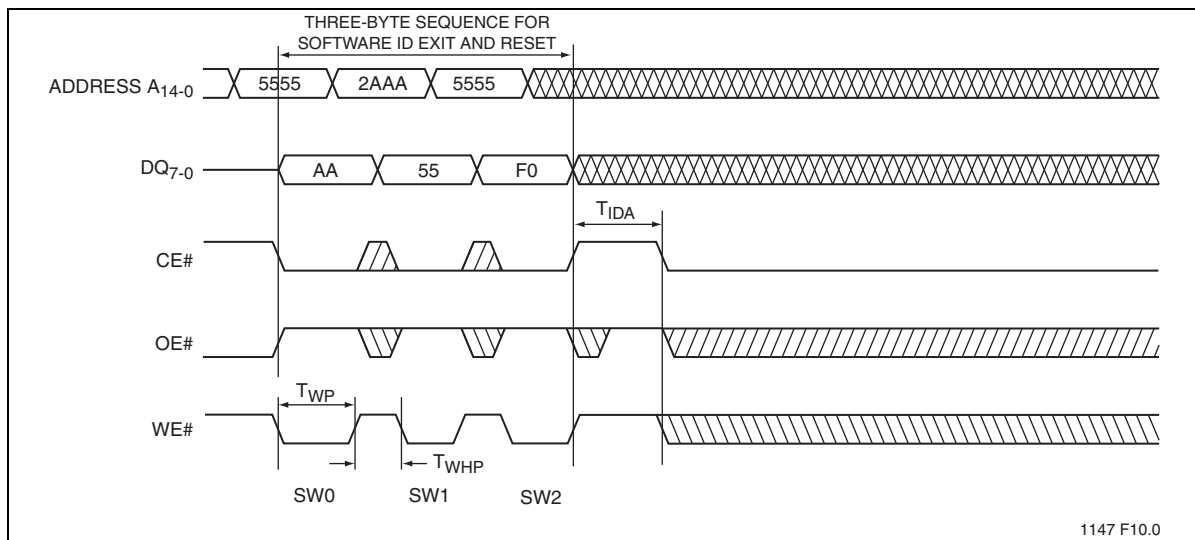 THREE-BYTE SEQUENCE FOR
SOFTWARE ID EXIT AND RESET
ADDRESS A14-0
5555
2AAA
5555
DQ7-0
AA
55
F0
TIDA
CE#
OE#
TWP
WE#
TWHP
SW0
SW1
SW2
1147 F10.0